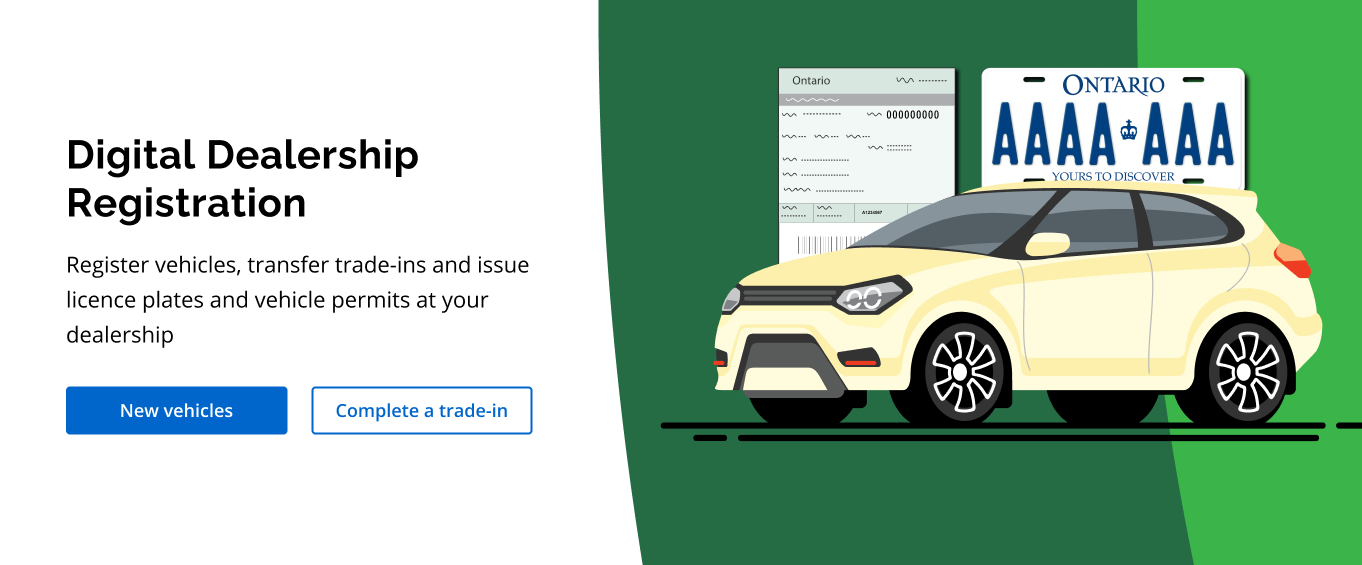 Digital Dealership
Registration
Register vehicles, transfer trade-ins and issue
licence plates and vehicle permits at your
dealership
New vehicles
Complete a trade-in
Ontario
000000000
A1234567
ONTARIO
AAAA AAA
YOURS TO DISCOVER